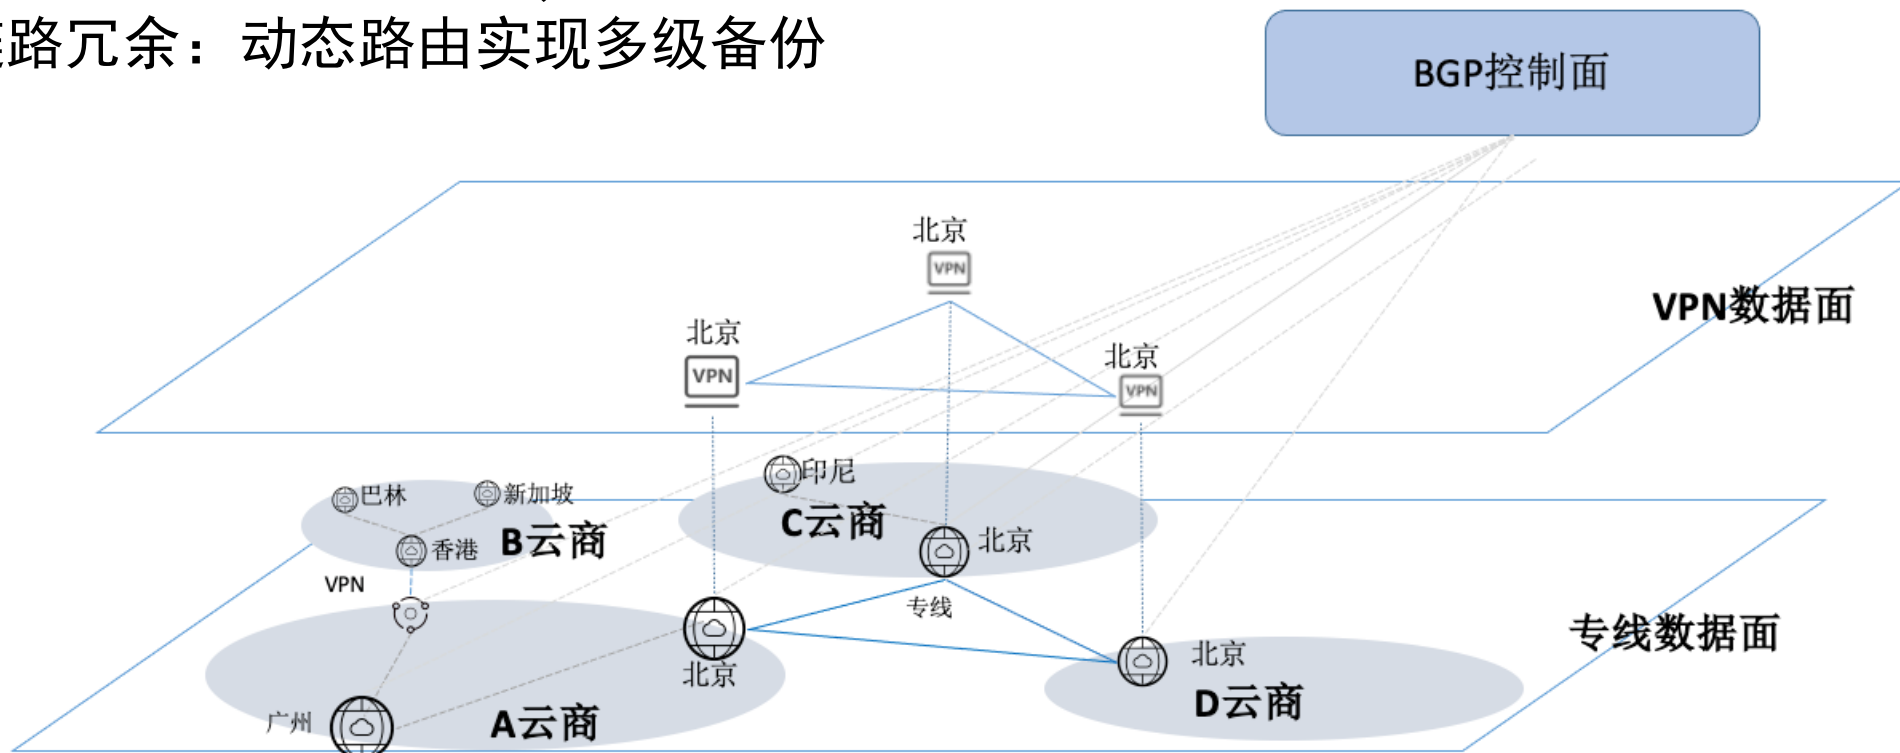 路冗余：动态路由实现多级备份
BGP控制面
北京
VPN
VPN数据面
北京
VPN
北京
VPN
印尼
巴林
新加坡
C云商
B云商
香港
北京
VPN
专线
专线数据面
北京
北京
D云商
广州
A云商